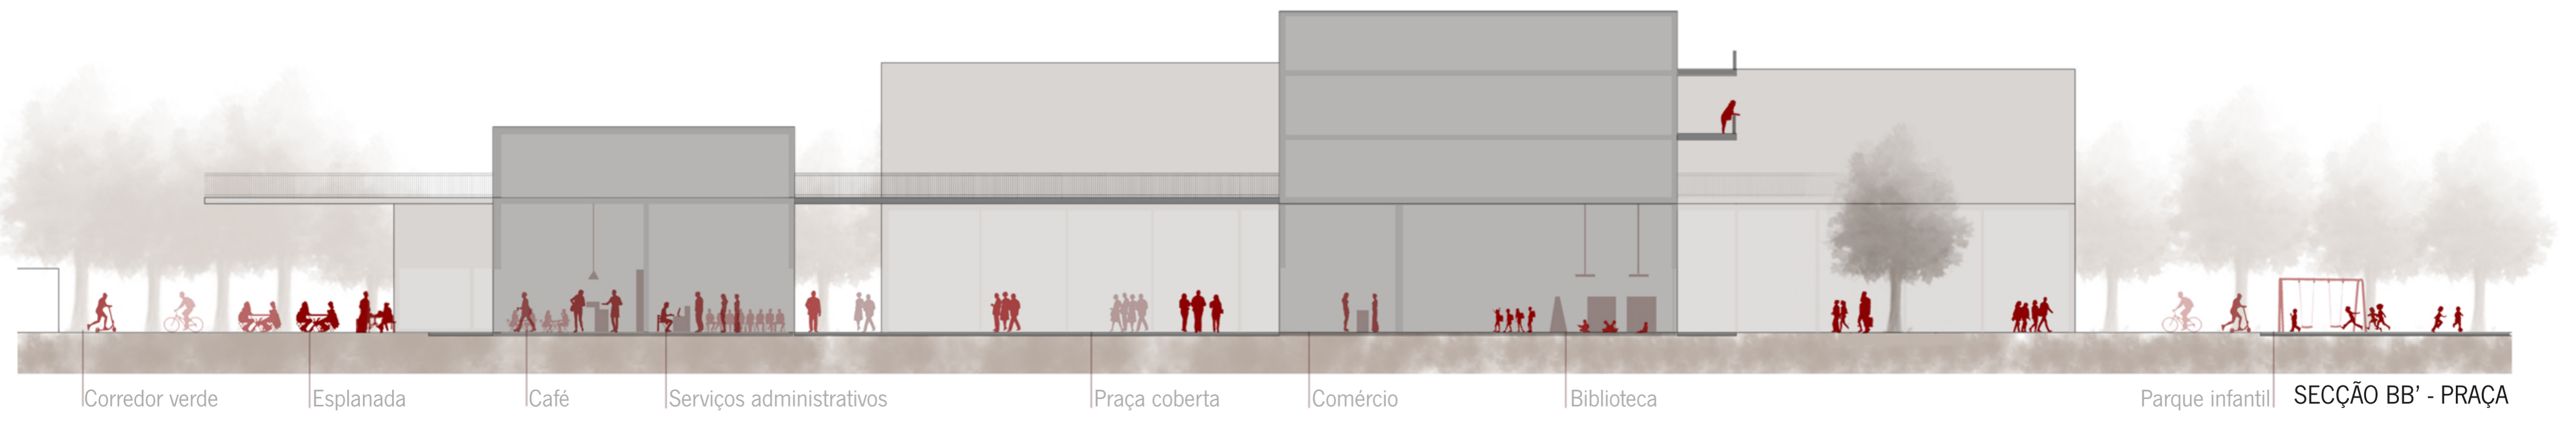 Corredor verde
Esplanada
Café
Serviços administrativos
Praça coberta
Comércio
Biblioteca
Parque infantil
SECÇÃO BB' - PRAÇA